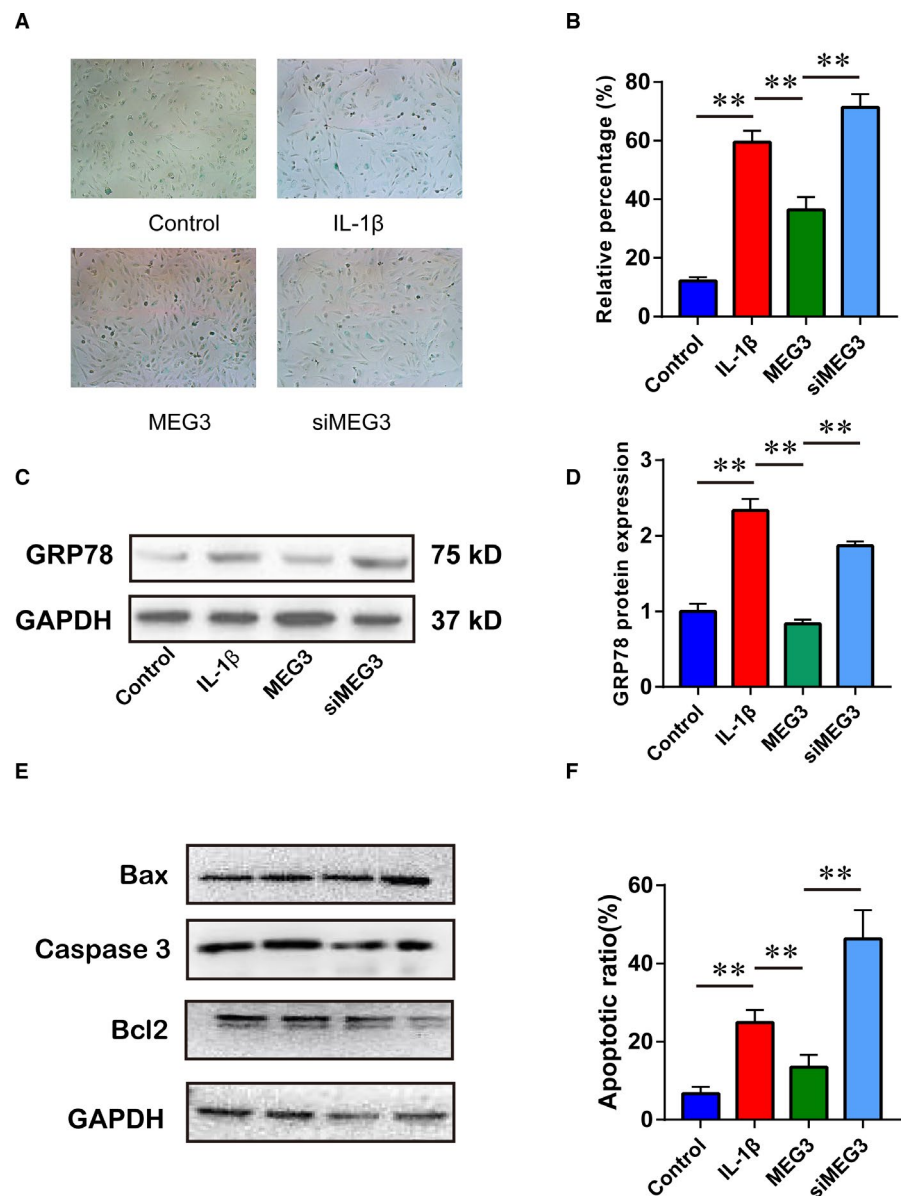 A
Control
IL-1β
MEG3
siMEG3
B
Relative percentage (%)
80
60
40
20
0
**
**
**
Control
IL-1β
MEG3
siMEG3
C
GRP78
75 kD
GAPDH
37 kD
Control
IL-1β
MEG3
siMEG3
D
GRP78 protein expression
3
2
1
0
**
**
**
Control
IL-1β
MEG3
siMEG3
E
Bax
Caspase 3
Bcl2
GAPDH
F
Apoptotic ratio(%)
60
40
20
0
**
**
**
Control
IL-1β
MEG3
siMEG3